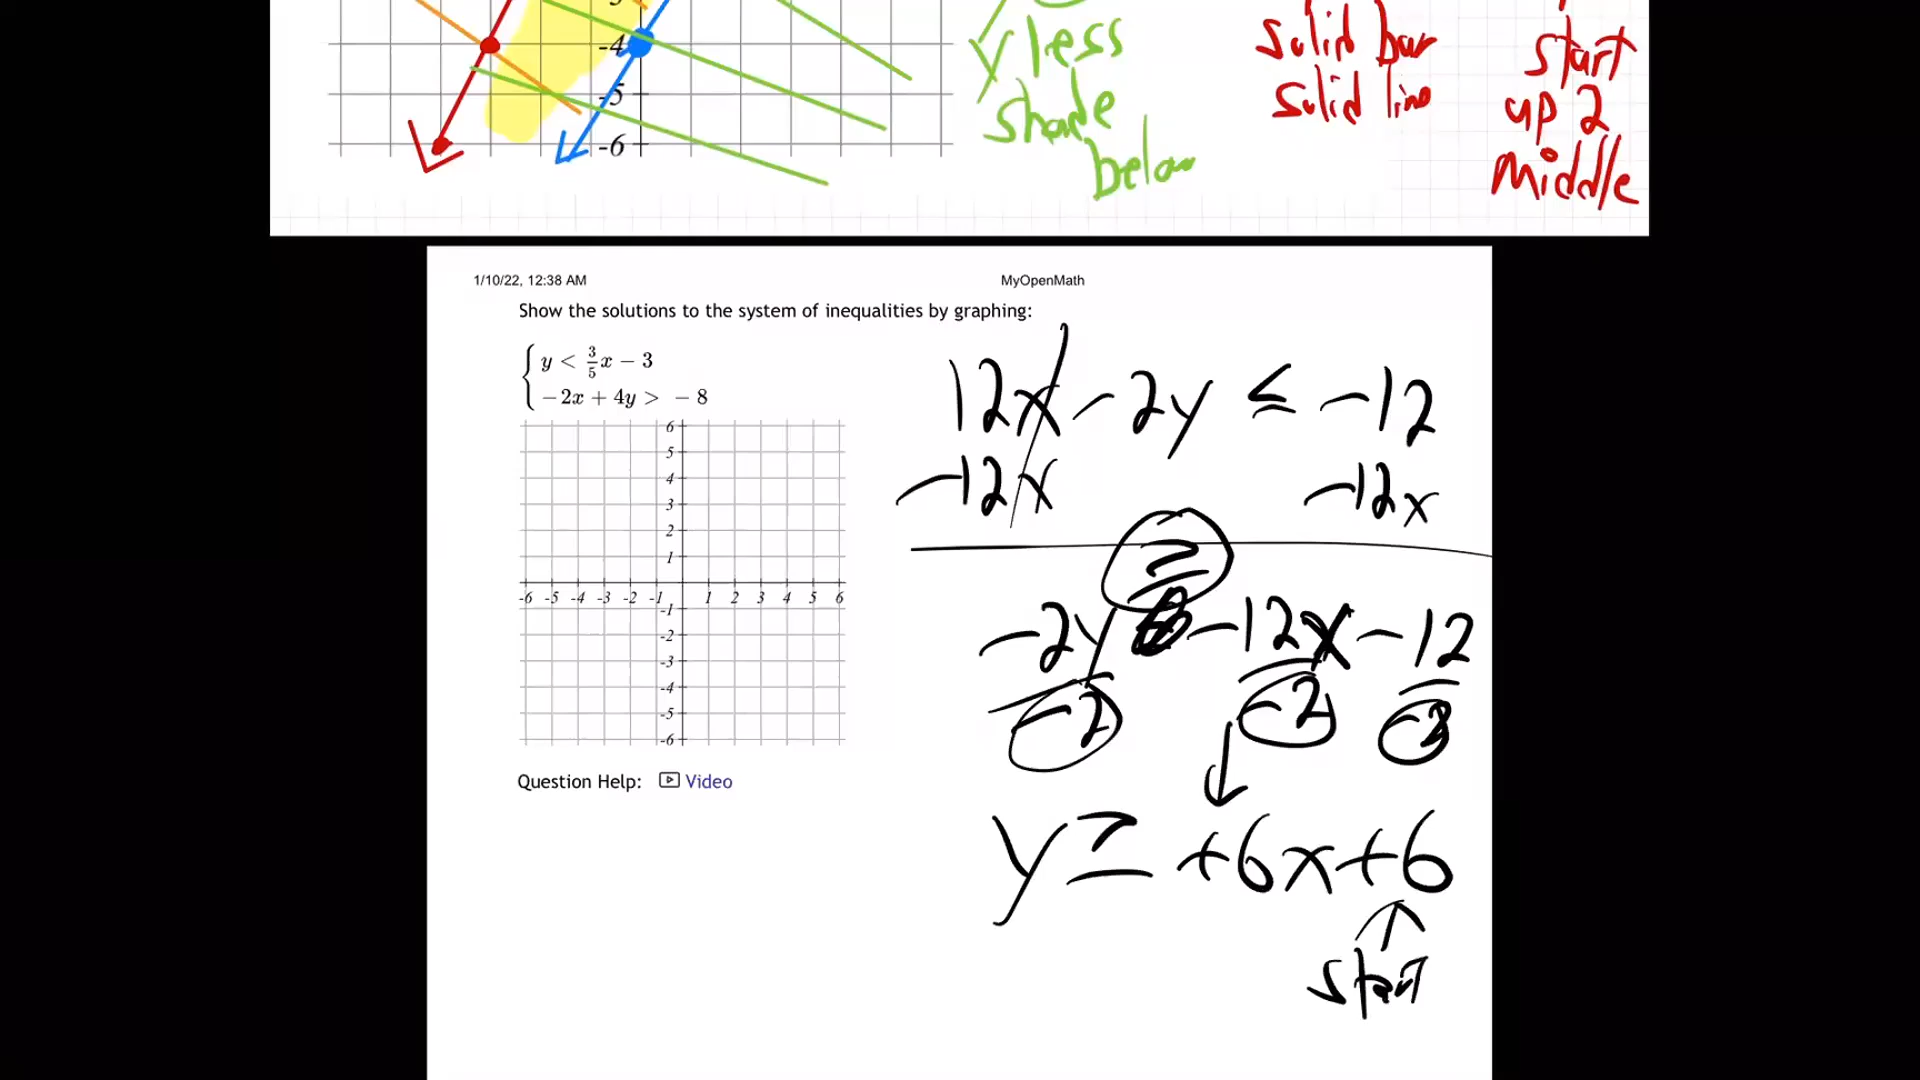 -4
-5
-6
y less
shade
below
solid bar
solid line
start
up 2
middle
1/10/22, 12:38 AM MyOpenMath
Show the solutions to the system of inequalities by graphing:
y < 3/5 x − 3
−2x + 4y > − 8
6
5
4
3
2
1
-6 -5 -4 -3 -2 -1 1 2 3 4 5 6
-1
-2
-3
-4
-5
-6
Question Help: Video
12x − 2y ≤ −12
−12x −12x
≥
−2y −12x −12
−2 −2 −2
y ≥ +6x+6
start